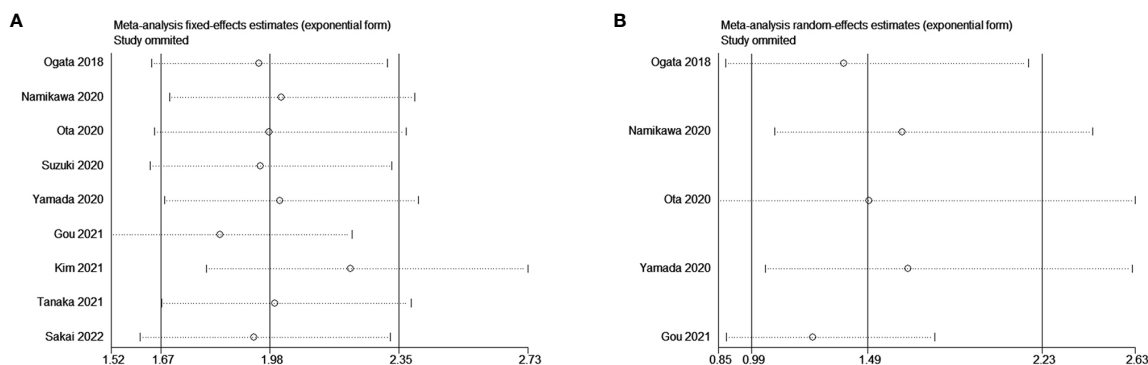 A
Meta-analysis fixed-effects estimates (exponential form)
Study ommited
Ogata 2018
Namikawa 2020
Ota 2020
Suzuki 2020
Yamada 2020
Gou 2021
Kim 2021
Tanaka 2021
Sakai 2022
1.52 1.67 1.98 2.35 2.73
B
Meta-analysis random-effects estimates (exponential form)
Study ommited
Ogata 2018
Namikawa 2020
Ota 2020
Yamada 2020
Gou 2021
0.85 0.99 1.49 2.23 2.63